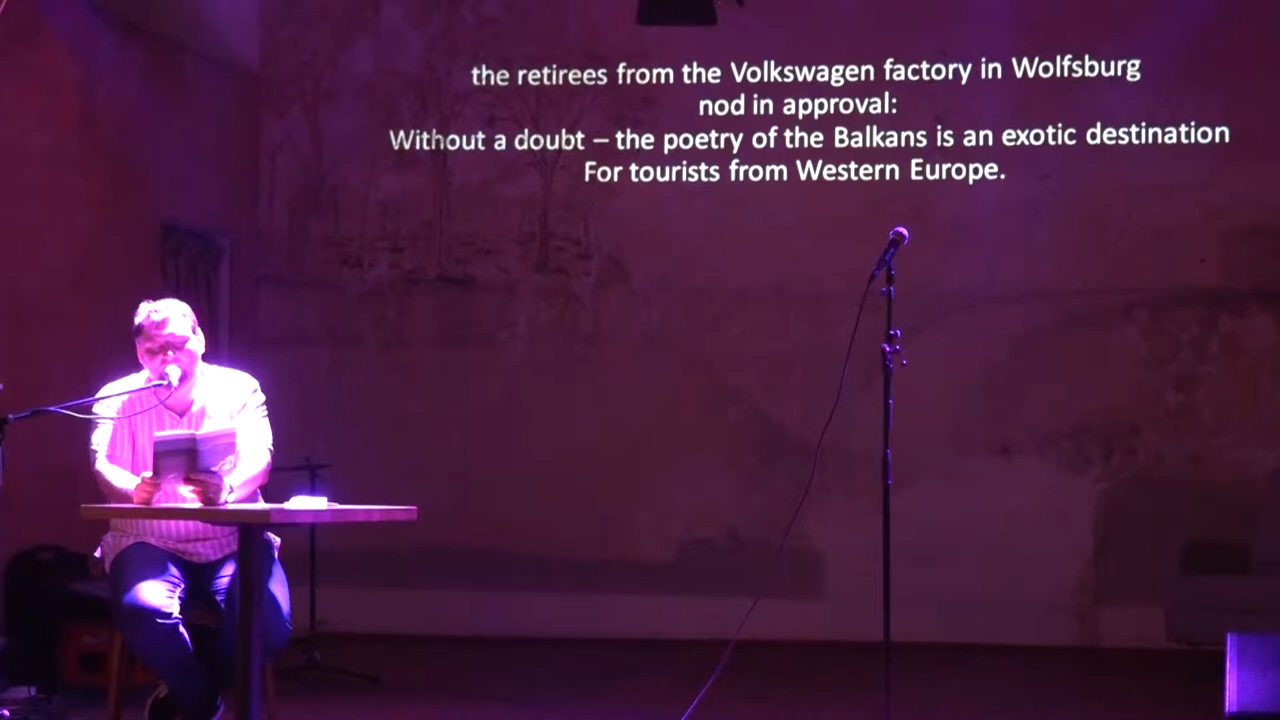 the retirees from the Volkswagen factory in Wolfsburg
nod in approval:
Without a doubt – the poetry of the Balkans is an exotic destination
For tourists from Western Europe.